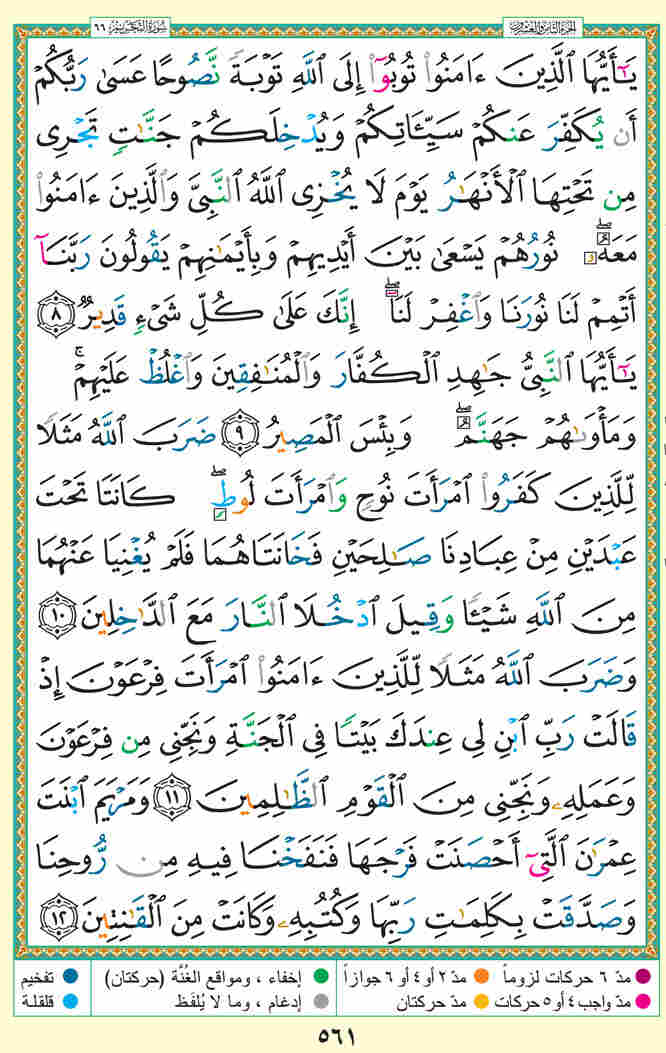 سُورَةُ التَّحْرِيمِ ٦٦ الجزء الثامن والعشرون
يَٰٓأَيُّهَا ٱلَّذِينَ ءَامَنُوا۟ تُوبُوٓا۟ إِلَى ٱللَّهِ تَوْبَةً نَّصُوحًا عَسَىٰ رَبُّكُمْ
أَن يُكَفِّرَ عَنكُمْ سَيِّـَٔاتِكُمْ وَيُدْخِلَكُمْ جَنَّٰتٍ تَجْرِى
مِن تَحْتِهَا ٱلْأَنْهَٰرُ يَوْمَ لَا يُخْزِى ٱللَّهُ ٱلنَّبِىَّ وَٱلَّذِينَ ءَامَنُوا۟
مَعَهُۥ ۖ نُورُهُمْ يَسْعَىٰ بَيْنَ أَيْدِيهِمْ وَبِأَيْمَٰنِهِمْ يَقُولُونَ رَبَّنَآ
أَتْمِمْ لَنَا نُورَنَا وَٱغْفِرْ لَنَآ ۖ إِنَّكَ عَلَىٰ كُلِّ شَىْءٍ قَدِيرٌ ٨
يَٰٓأَيُّهَا ٱلنَّبِىُّ جَٰهِدِ ٱلْكُفَّارَ وَٱلْمُنَٰفِقِينَ وَٱغْلُظْ عَلَيْهِمْ ۚ
وَمَأْوَىٰهُمْ جَهَنَّمُ ۖ وَبِئْسَ ٱلْمَصِيرُ ٩ ضَرَبَ ٱللَّهُ مَثَلًا
لِّلَّذِينَ كَفَرُوا۟ ٱمْرَأَتَ نُوحٍ وَٱمْرَأَتَ لُوطٍ ۖ كَانَتَا تَحْتَ
عَبْدَيْنِ مِنْ عِبَادِنَا صَٰلِحَيْنِ فَخَانَتَاهُمَا فَلَمْ يُغْنِيَا عَنْهُمَا
مِنَ ٱللَّهِ شَيْـًٔا وَقِيلَ ٱدْخُلَا ٱلنَّارَ مَعَ ٱلدَّٰخِلِينَ ١٠
وَضَرَبَ ٱللَّهُ مَثَلًا لِّلَّذِينَ ءَامَنُوا۟ ٱمْرَأَتَ فِرْعَوْنَ إِذْ
قَالَتْ رَبِّ ٱبْنِ لِى عِندَكَ بَيْتًا فِى ٱلْجَنَّةِ وَنَجِّنِى مِن فِرْعَوْنَ
وَعَمَلِهِۦ وَنَجِّنِى مِنَ ٱلْقَوْمِ ٱلظَّٰلِمِينَ ١١ وَمَرْيَمَ ٱبْنَتَ
عِمْرَٰنَ ٱلَّتِىٓ أَحْصَنَتْ فَرْجَهَا فَنَفَخْنَا فِيهِ مِن رُّوحِنَا
وَصَدَّقَتْ بِكَلِمَٰتِ رَبِّهَا وَكُتُبِهِۦ وَكَانَتْ مِنَ ٱلْقَٰنِتِينَ ١٢
مدّ ٦ حركات لزوماً مدّ ٢ أو ٤ أو ٦ جوازاً إخفاء ، ومواقع الغُنَّة (حركتان) تفخيم
مدّ واجب ٤ أو ٥ حركات مدّ حركتان إدغام ، وما لا يُلفَظ قلقلة
٥٦١